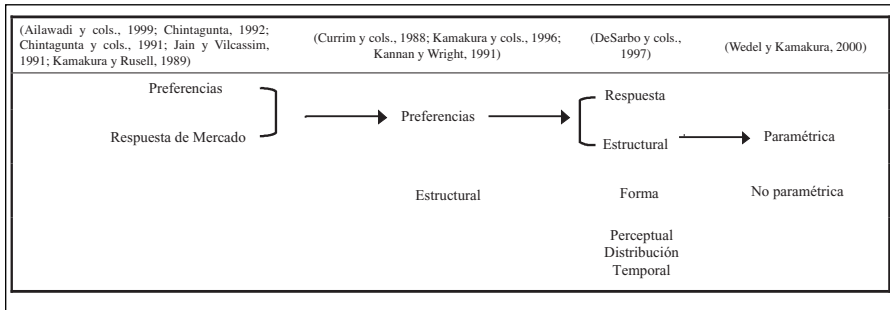 (Ailawadi y cols., 1999; Chintagunta, 1992;
Chintagunta y cols., 1991; Jain y Vilcassim,
1991; Kamakura y Rusell, 1989)
(Currim y cols., 1988; Kamakura y cols., 1996;
Kannan y Wright, 1991)
(DeSarbo y cols.,
1997)
(Wedel y Kamakura, 2000)
Preferencias
Respuesta de Mercado
Preferencias
Estructural
Respuesta
Estructural
Forma
Perceptual
Distribución
Temporal
Paramétrica
No paramétrica